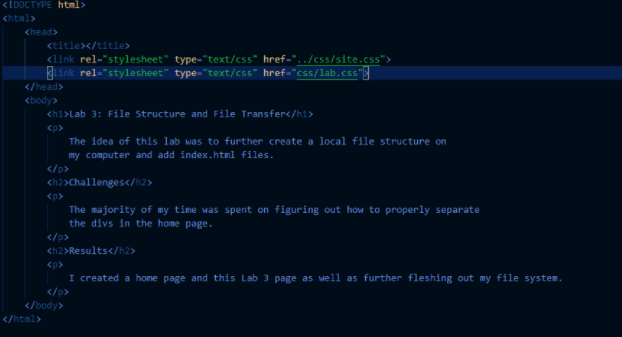 <!DOCTYPE html>
<html>
<head>
<title></title>
<link rel="stylesheet" type="text/css" href="../css/site.css">
<link rel="stylesheet" type="text/css" href="css/lab.css">
</head>
<body>
<h1>Lab 3: File Structure and File Transfer</h1>
<p>
The idea of this lab was to further create a local file structure on
my computer and add index.html files.
</p>
<h2>Challenges</h2>
<p>
The majority of my time was spent on figuring out how to properly separate
the divs in the home page.
</p>
<h2>Results</h2>
<p>
I created a home page and this Lab 3 page as well as further fleshing out my file system.
</p>
</body>
</html>